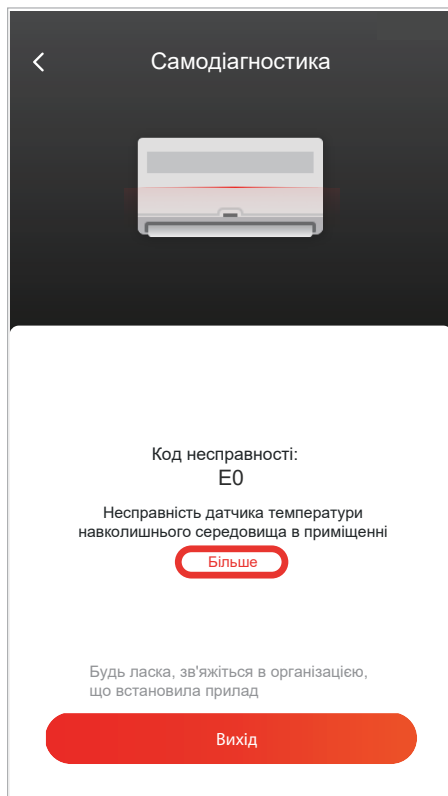 Самодіагностика
Код несправності:
E0
Несправність датчика температури
навколишнього середовища в приміщенні
Більше
Будь ласка, зв'яжіться в організацією,
що встановила прилад
Вихід